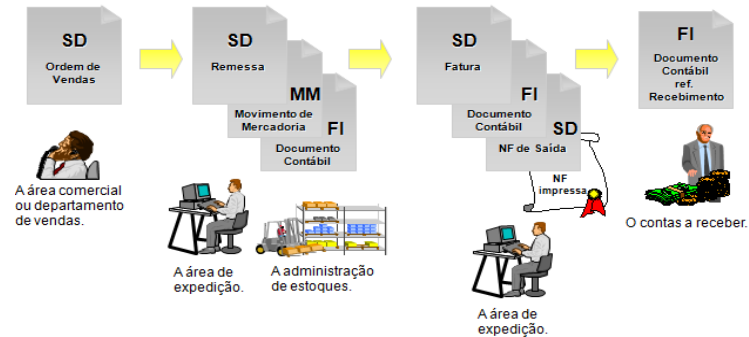 SD
Ordem de
Vendas
A área comercial
ou departamento
de vendas.
SD
Remessa
MM
Movimento de
Mercadoria
FI
Documento
Contábil
A área de
expedição.
A administração
de estoques.
SD
Fatura
FI
Documento
Contábil
SD
NF de Saída
NF
impressa
A área de
expedição.
FI
Documento
Contábil
ref.
Recebimento
O contas a receber.